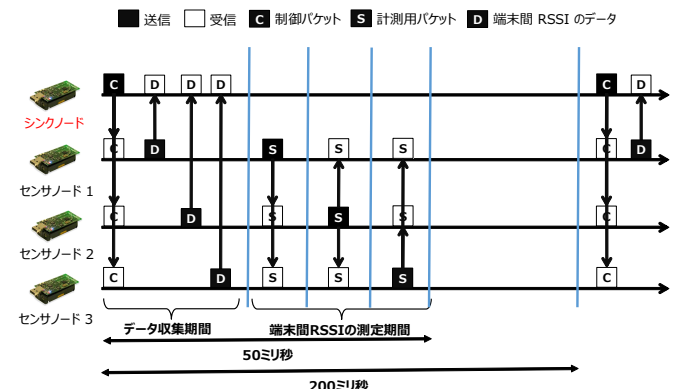 送信 受信 C 制御パケット S 計測用パケット D 端末間 RSSI のデータ
C D D D C D
シンクノード
C D S S S C D
センサノード 1
C D S S S C
センサノード 2
C D S S S C
センサノード 3
データ収集期間 端末間RSSIの測定期間
50ミリ秒
200ミリ秒